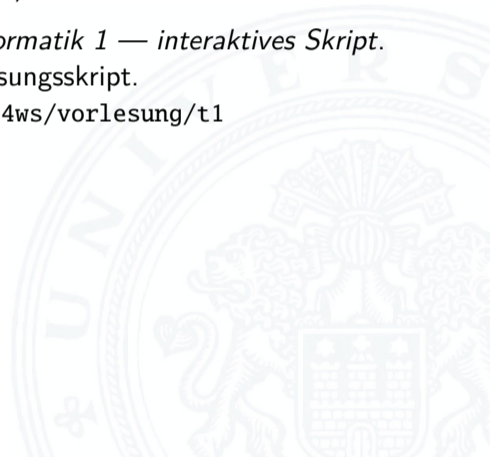 ormatik 1 — interaktives Skript.
sungsskript.
4ws/vorlesung/t1
U N I V E R S